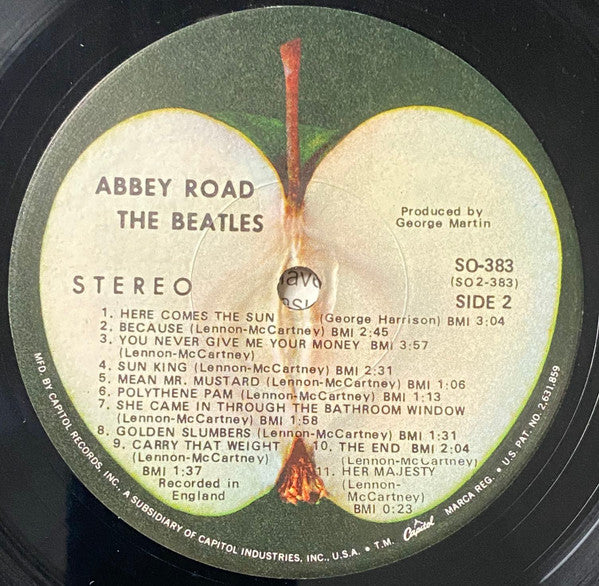 ABBEY ROAD
THE BEATLES
Produced by
George Martin
STEREO
SO-383
(SO2-383)
SIDE 2
1. HERE COMES THE SUN (George Harrison) BMI 3:04
2. BECAUSE (Lennon-McCartney) BMI 2:45
3. YOU NEVER GIVE ME YOUR MONEY BMI 3:57
(Lennon-McCartney)
4. SUN KING (Lennon-McCartney) BMI 2:31
5. MEAN MR. MUSTARD (Lennon-McCartney) BMI 1:06
6. POLYTHENE PAM (Lennon-McCartney) BMI 1:13
7. SHE CAME IN THROUGH THE BATHROOM WINDOW
(Lennon-McCartney) BMI 1:58
8. GOLDEN SLUMBERS (Lennon-McCartney) BMI 1:31
9. CARRY THAT WEIGHT
(Lennon-McCartney)
BMI 1:37
Recorded in
England
10. THE END BMI 2:04
(Lennon-McCartney)
11. HER MAJESTY
(Lennon-
McCartney)
BMI 0:23
MFD. BY CAPITOL RECORDS, INC., A SUBSIDIARY OF CAPITOL INDUSTRIES, INC., U.S.A. • T.M. Capitol MARCA REG. • U.S. PAT. NO. 2,631,859